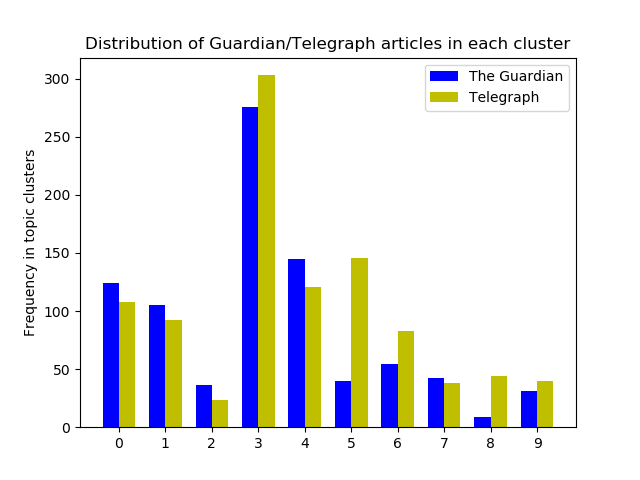 Distribution of Guardian/Telegraph articles in each cluster
The Guardian
Telegraph
Frequency in topic clusters
300
250
200
150
100
50
0
0 1 2 3 4 5 6 7 8 9